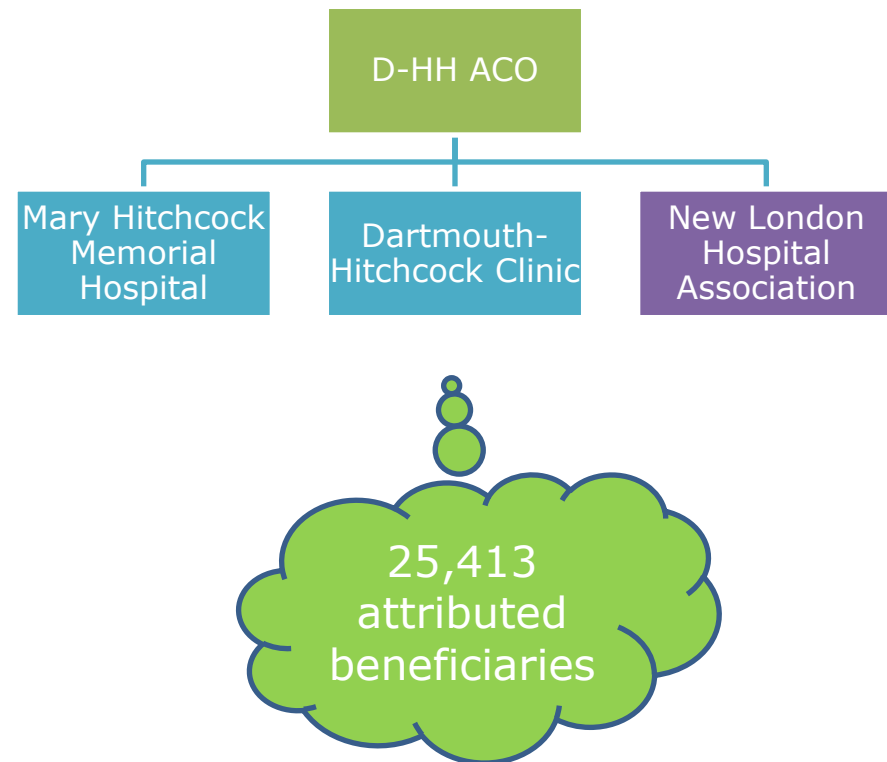 D-HH ACO
Mary Hitchcock
Memorial
Hospital
Dartmouth-
Hitchcock Clinic
New London
Hospital
Association
25,413
attributed
beneficiaries